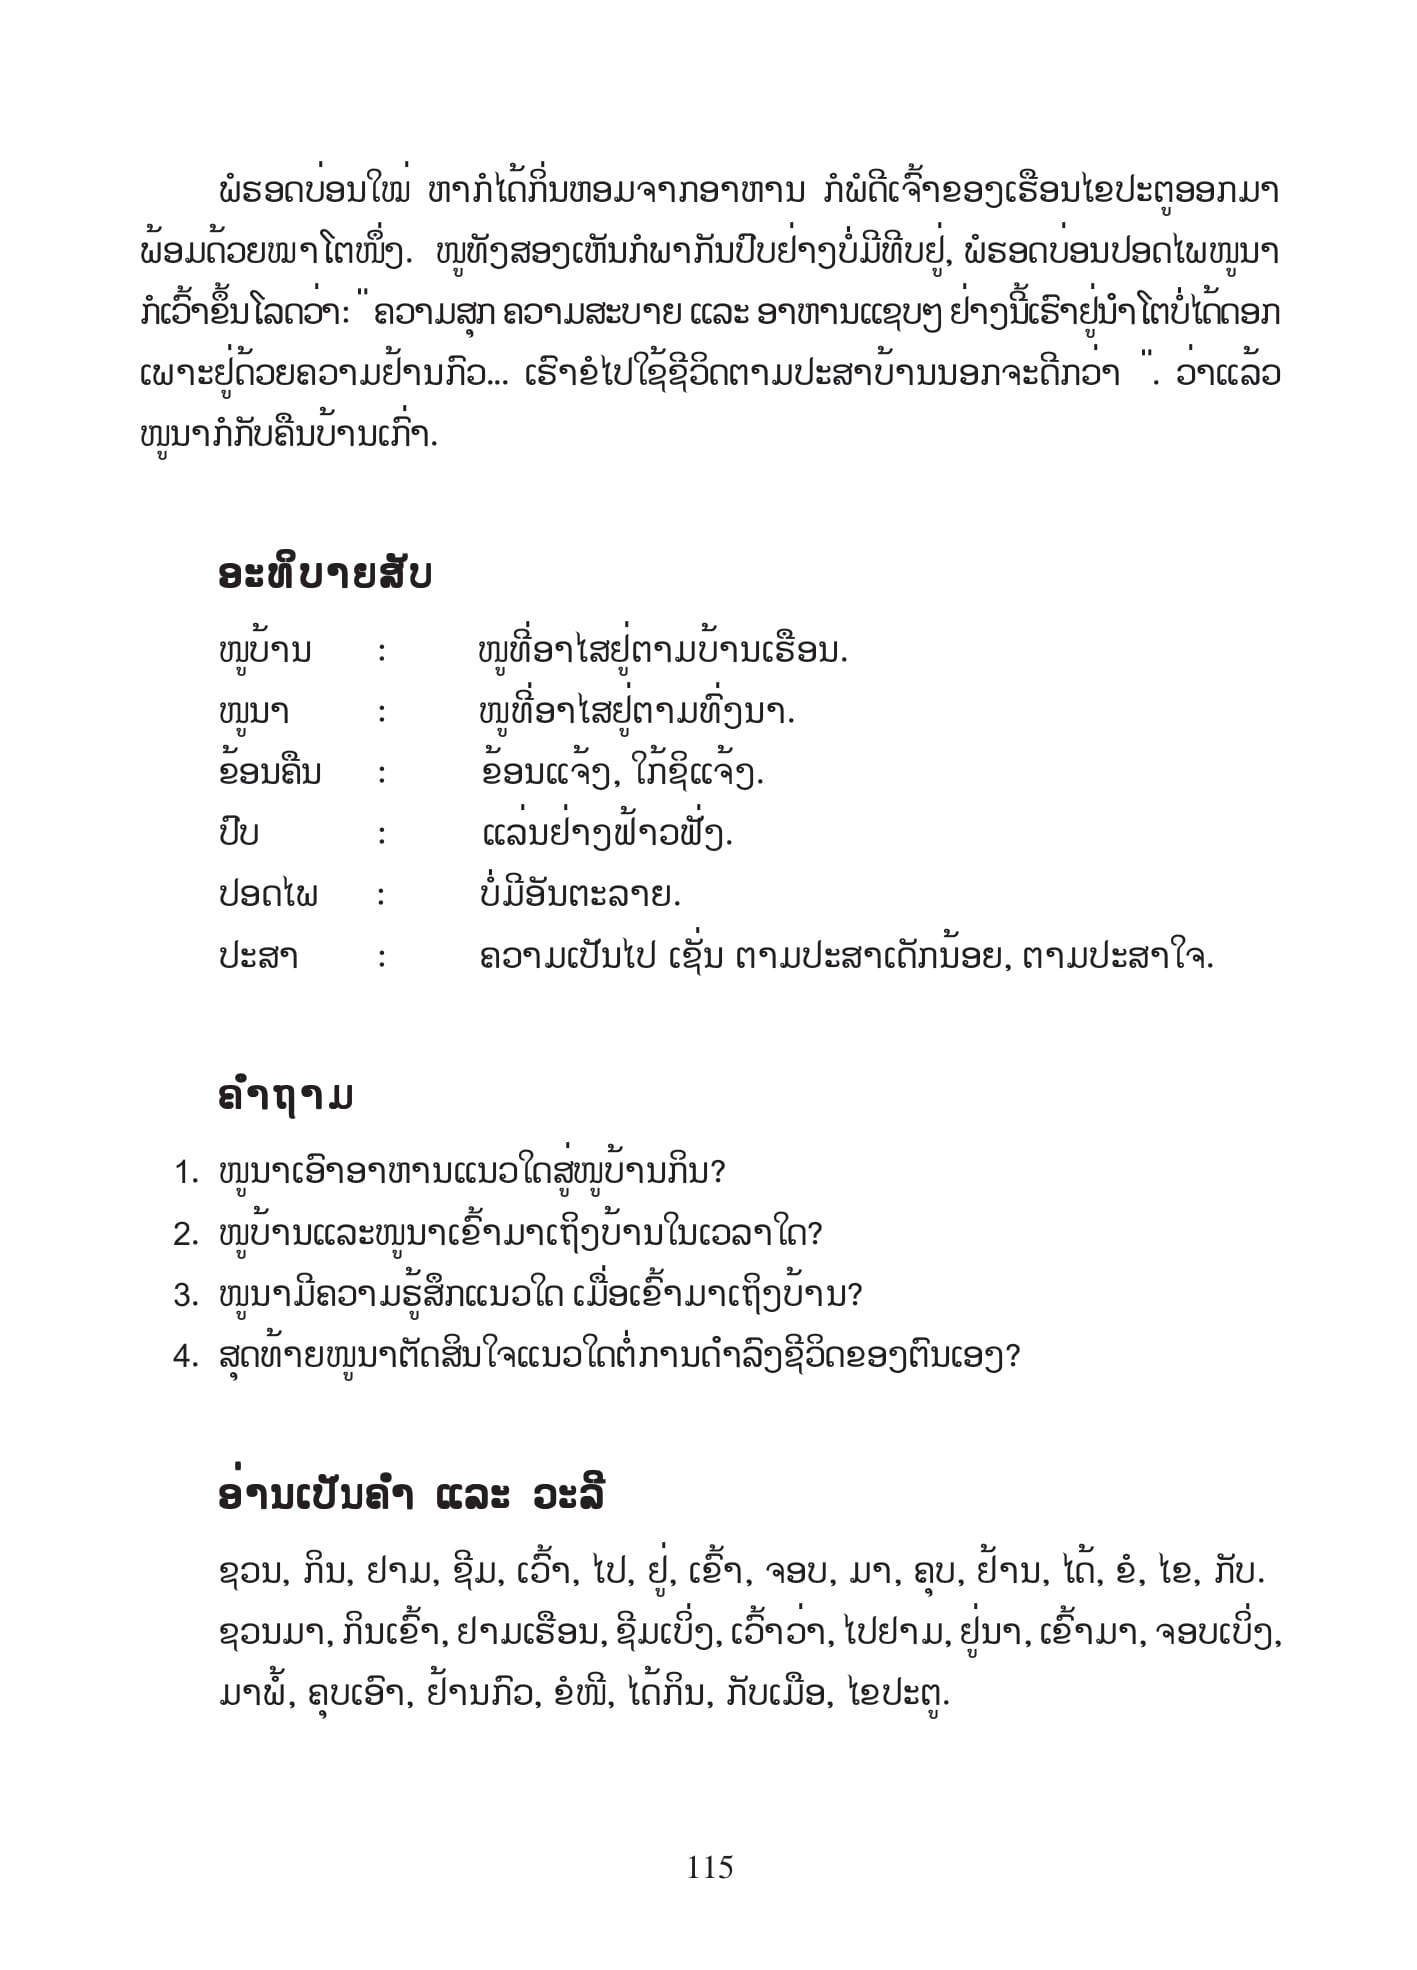 ພໍຮອດບ່ອນໃໝ່ ຫາກໍໄດ້ກິ່ນຫອມຈາກອາຫານ ກໍພໍດີເຈົ້າຂອງເຮືອນໄຂປະຕູອອກມາ
ພ້ອມດ້ວຍໝາໂຕໜຶ່ງ. ໜູທັງສອງເຫັນກໍພາກັນປົບຢ່າງບໍ່ມີທີບຢູ່, ພໍຮອດບ່ອນປອດໄພໜູນາ
ກໍເວົ້າຂຶ້ນໂລດວ່າ: "ຄວາມສຸກ ຄວາມສະບາຍ ແລະ ອາຫານແຊບໆ ຢ່າງນີ້ເຮົາຢູ່ນຳໂຕບໍ່ໄດ້ດອກ
ເພາະຢູ່ດ້ວຍຄວາມຢ້ານກົວ... ເຮົາຂໍໄປໃຊ້ຊີວິດຕາມປະສາບ້ານນອກຈະດີກວ່າ ". ວ່າແລ້ວ
ໜູນາກໍກັບຄືນບ້ານເກົ່າ.
ອະທິບາຍສັບ
ໜູບ້ານ : ໜູທີ່ອາໄສຢູ່ຕາມບ້ານເຮືອນ.
ໜູນາ : ໜູທີ່ອາໄສຢູ່ຕາມທົ່ງນາ.
ຂ້ອນຄືນ : ຂ້ອນແຈ້ງ, ໃກ້ຊິແຈ້ງ.
ປົບ : ແລ່ນຢ່າງຟ້າວຟັ່ງ.
ປອດໄພ : ບໍ່ມີອັນຕະລາຍ.
ປະສາ : ຄວາມເປັນໄປ ເຊັ່ນ ຕາມປະສາເດັກນ້ອຍ, ຕາມປະສາໃຈ.
ຄຳຖາມ
1. ໜູນາເອົາອາຫານແນວໃດສູ່ໜູບ້ານກິນ?
2. ໜູບ້ານແລະໜູນາເຂົ້າມາເຖິງບ້ານໃນເວລາໃດ?
3. ໜູນາມີຄວາມຮູ້ສຶກແນວໃດ ເມື່ອເຂົ້າມາເຖິງບ້ານ?
4. ສຸດທ້າຍໜູນາຕັດສິນໃຈແນວໃດຕໍ່ການດຳລົງຊີວິດຂອງຕົນເອງ?
ອ່ານເປັນຄຳ ແລະ ວະລີ
ຊວນ, ກິນ, ຢາມ, ຊີມ, ເວົ້າ, ໄປ, ຢູ່, ເຂົ້າ, ຈອບ, ມາ, ຄຸບ, ຢ້ານ, ໄດ້, ຂໍ, ໄຂ, ກັບ.
ຊວນມາ, ກິນເຂົ້າ, ຢາມເຮືອນ, ຊີມເບິ່ງ, ເວົ້າວ່າ, ໄປຢາມ, ຢູ່ນາ, ເຂົ້າມາ, ຈອບເບິ່ງ,
ມາພໍ້, ຄຸບເອົາ, ຢ້ານກົວ, ຂໍໜີ, ໄດ້ກິນ, ກັບເມືອ, ໄຂປະຕູ.
115